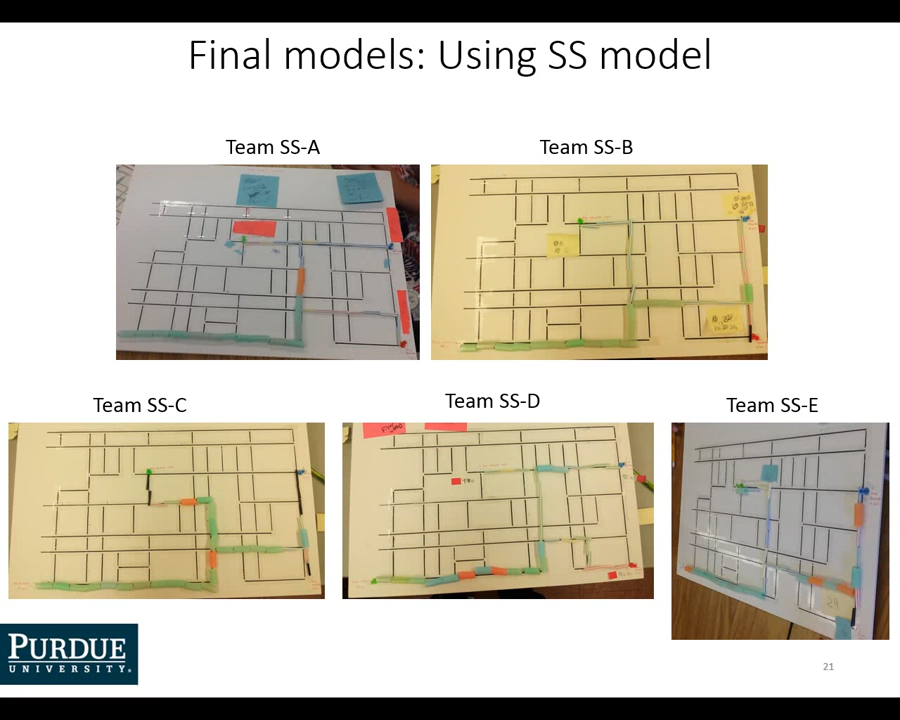 Final models: Using SS model
Team SS-A
Team SS-B
Team SS-C
Team SS-D
Team SS-E
PURDUE
UNIVERSITY.
21